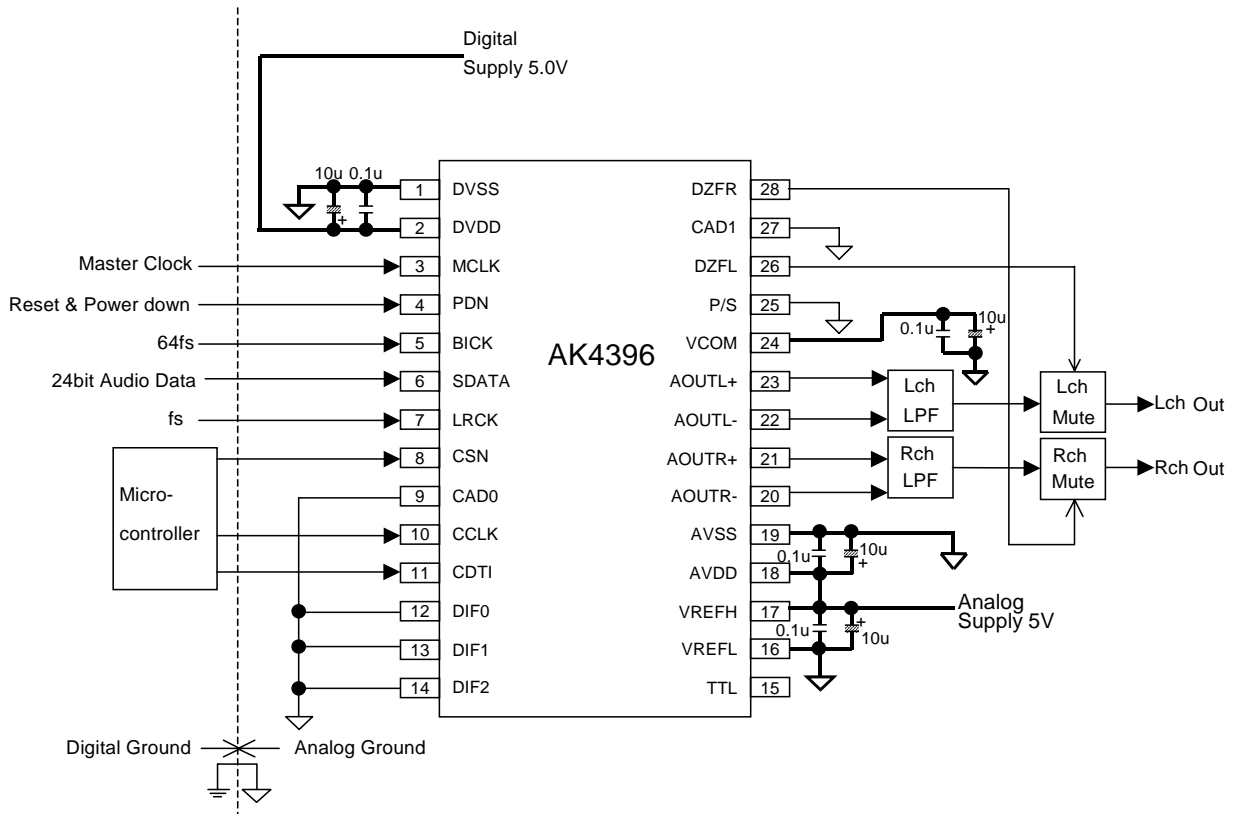 Digital
Supply 5.0V
10u 0.1u
+
1 DVSS
2 DVDD
Master Clock
3 MCLK
Reset & Power down
4 PDN
64fs
5 BICK
24bit Audio Data
6 SDATA
fs
7 LRCK
8 CSN
9 CAD0
Micro-
controller
10 CCLK
11 CDTI
12 DIF0
13 DIF1
14 DIF2
AK4396
DZFR 28
CAD1 27
DZFL 26
P/S 25
VCOM 24
0.1u
10u
+
AOUTL+ 23
AOUTL- 22
AOUTR+ 21
AOUTR- 20
Lch
LPF
Lch
Mute
Lch Out
Rch
LPF
Rch
Mute
Rch Out
AVSS 19
0.1u
10u
+
AVDD 18
VREFH 17
0.1u
+
10u
Analog
Supply 5V
VREFL 16
TTL 15
Digital Ground
Analog Ground